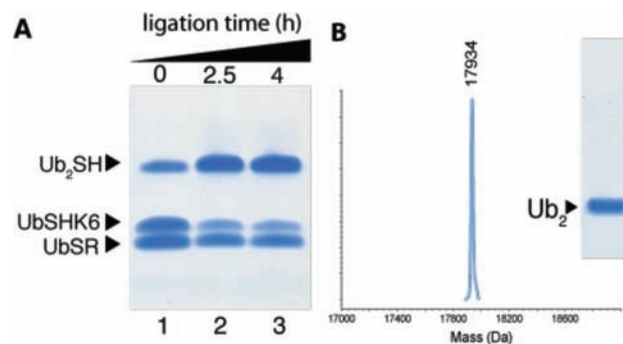 A
ligation time (h)
0 2.5 4
Ub₂SH
UbSHK6
UbSR
1 2 3
B
17934
17000 17400 17800 18200 18600
Mass (Da)
Ub₂